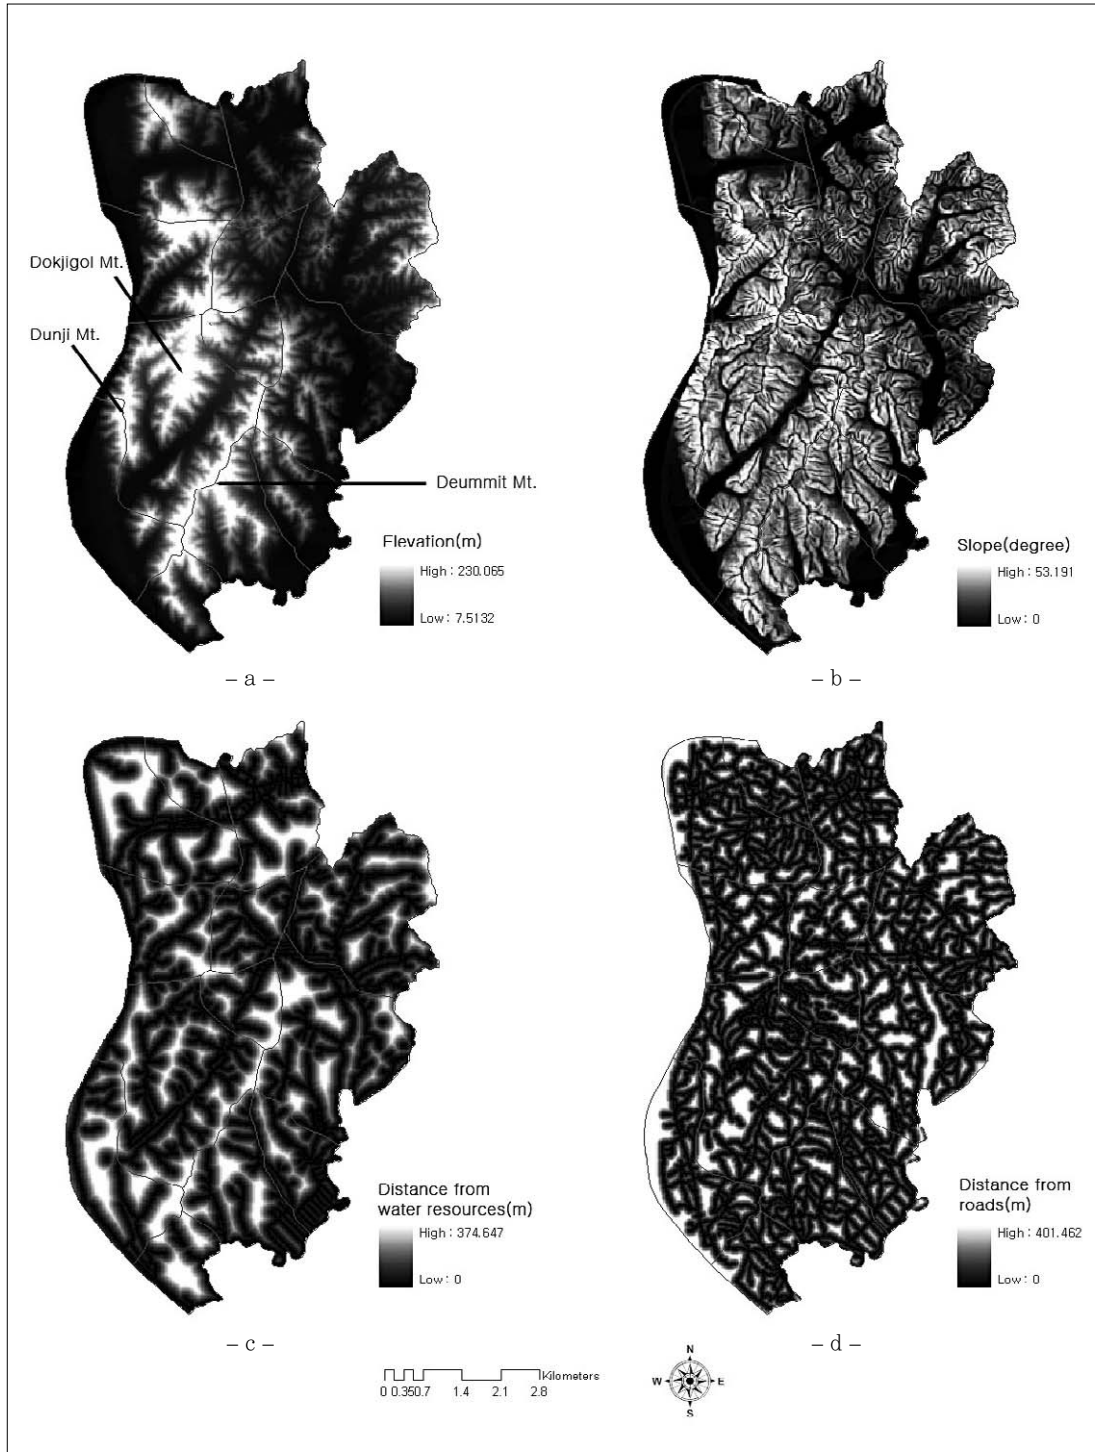 Dokjigol Mt.
Dunji Mt.
Deummit Mt.
Elevation(m)
High : 230.065
Low : 7.5132
Slope(degree)
High : 53.191
Low : 0
– a –
– b –
Distance from
water resources(m)
High : 374.647
Low : 0
Distance from
roads(m)
High : 401.462
Low : 0
– c –
– d –
Kilometers
0 0.350.7 1.4 2.1 2.8
N
W E
S